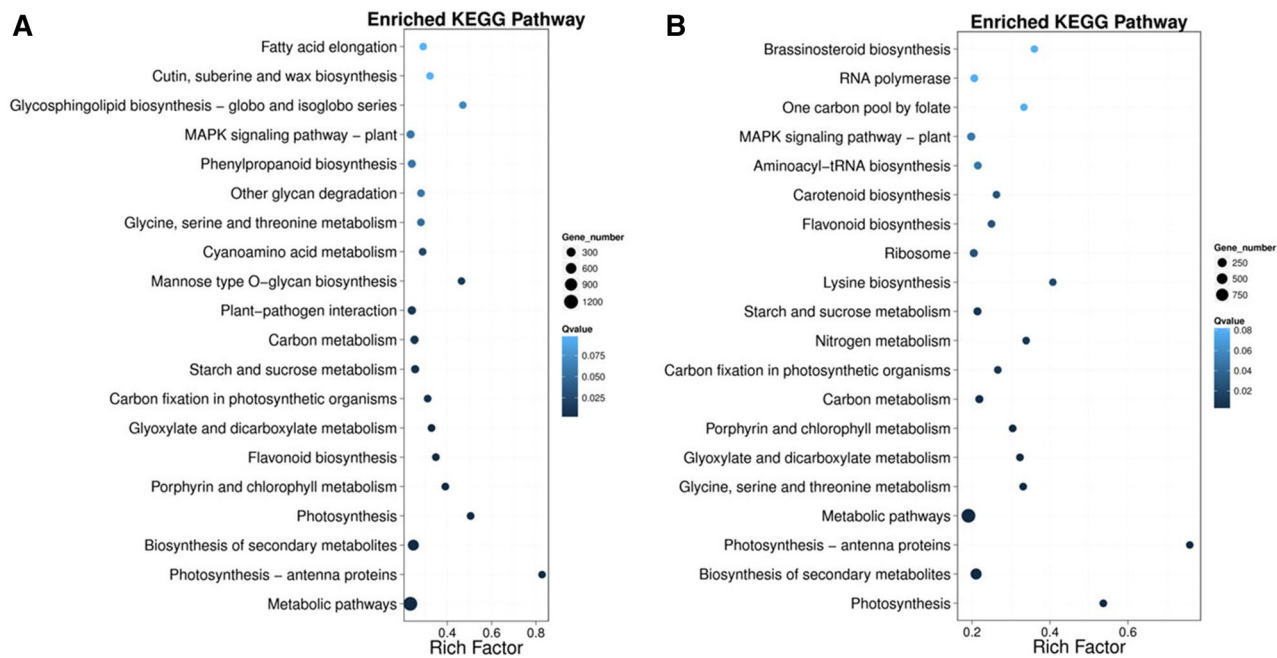 A
Enriched KEGG Pathway
Fatty acid elongation
Cutin, suberine and wax biosynthesis
Glycosphingolipid biosynthesis − globo and isoglobo series
MAPK signaling pathway − plant
Phenylpropanoid biosynthesis
Other glycan degradation
Glycine, serine and threonine metabolism
Cyanoamino acid metabolism
Mannose type O−glycan biosynthesis
Plant−pathogen interaction
Carbon metabolism
Starch and sucrose metabolism
Carbon fixation in photosynthetic organisms
Glyoxylate and dicarboxylate metabolism
Flavonoid biosynthesis
Porphyrin and chlorophyll metabolism
Photosynthesis
Biosynthesis of secondary metabolites
Photosynthesis − antenna proteins
Metabolic pathways
0.4 0.6 0.8
Rich Factor
Gene_number
300
600
900
1200
Qvalue
0.075
0.050
0.025
B
Enriched KEGG Pathway
Brassinosteroid biosynthesis
RNA polymerase
One carbon pool by folate
MAPK signaling pathway − plant
Aminoacyl−tRNA biosynthesis
Carotenoid biosynthesis
Flavonoid biosynthesis
Ribosome
Lysine biosynthesis
Starch and sucrose metabolism
Nitrogen metabolism
Carbon fixation in photosynthetic organisms
Carbon metabolism
Porphyrin and chlorophyll metabolism
Glyoxylate and dicarboxylate metabolism
Glycine, serine and threonine metabolism
Metabolic pathways
Photosynthesis − antenna proteins
Biosynthesis of secondary metabolites
Photosynthesis
0.2 0.4 0.6
Rich Factor
Gene_number
250
500
750
Qvalue
0.08
0.06
0.04
0.02